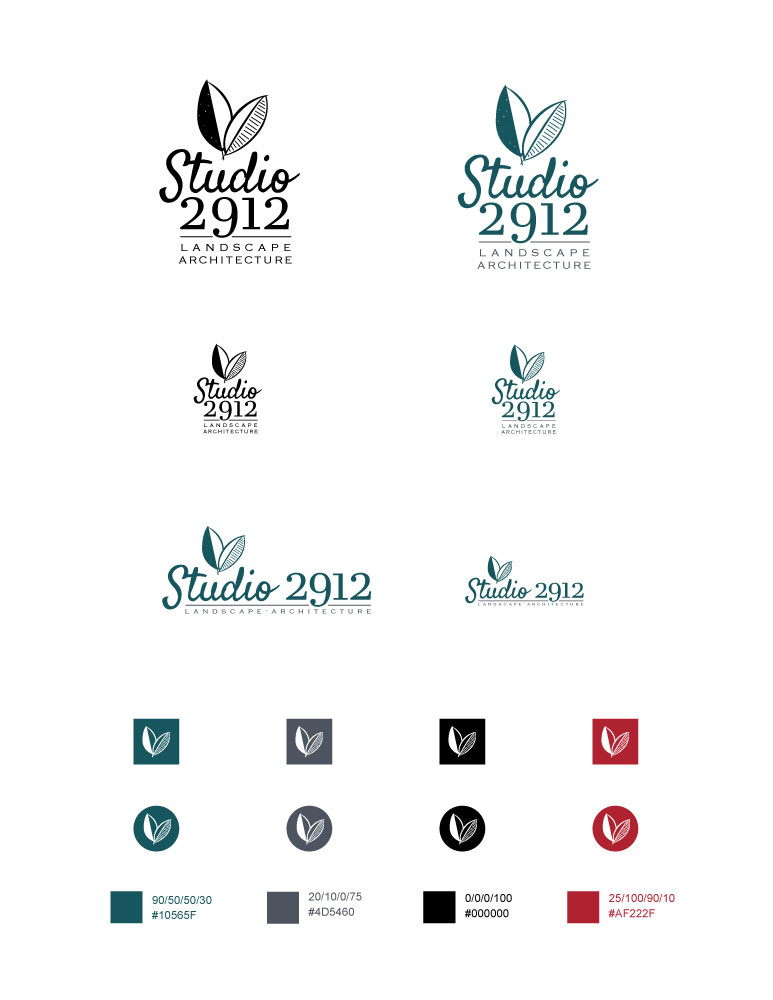 Studio
2912
LANDSCAPE
ARCHITECTURE
Studio
2912
LANDSCAPE
ARCHITECTURE
Studio
2912
LANDSCAPE
ARCHITECTURE
Studio
2912
LANDSCAPE
ARCHITECTURE
Studio 2912
LANDSCAPE·ARCHITECTURE
Studio 2912
LANDSCAPE·ARCHITECTURE
90/50/50/30
#10565F
20/10/0/75
#4D5460
0/0/0/100
#000000
25/100/90/10
#AF222F